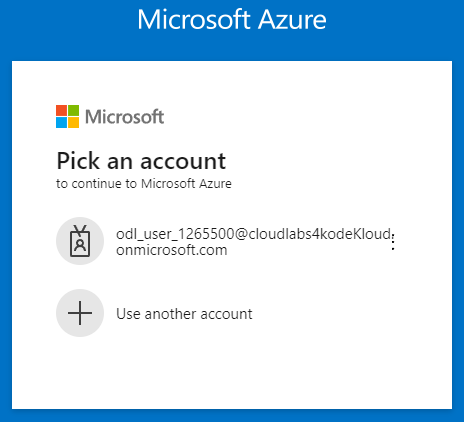 Microsoft Azure
Microsoft
Pick an account
to continue to Microsoft Azure
odl_user_1265500@cloudlabs4kodeKloud.
onmicrosoft.com
Use another account